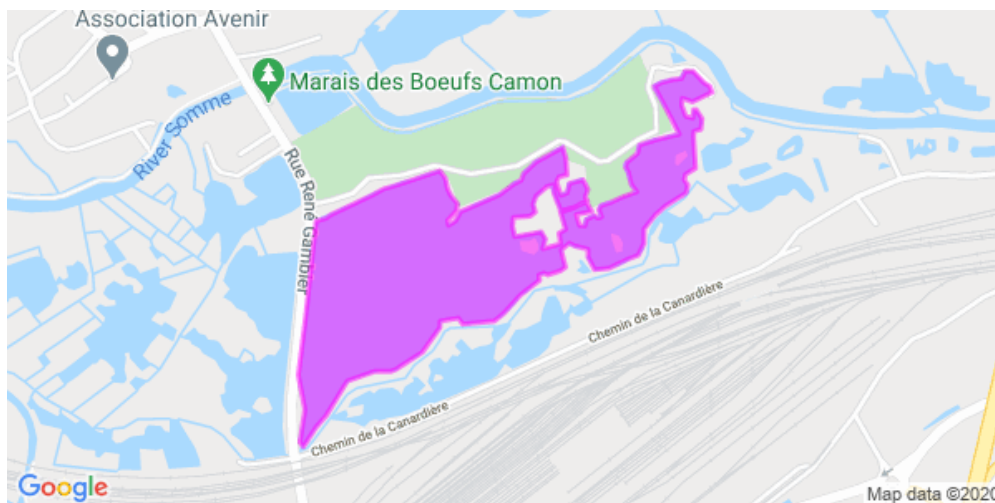 Association Avenir
Marais des Boeufs Camon
River Somme
Rue René Gambier
Chemin de la Canardière
Chemin de la Canardière
Google
Map data ©2020